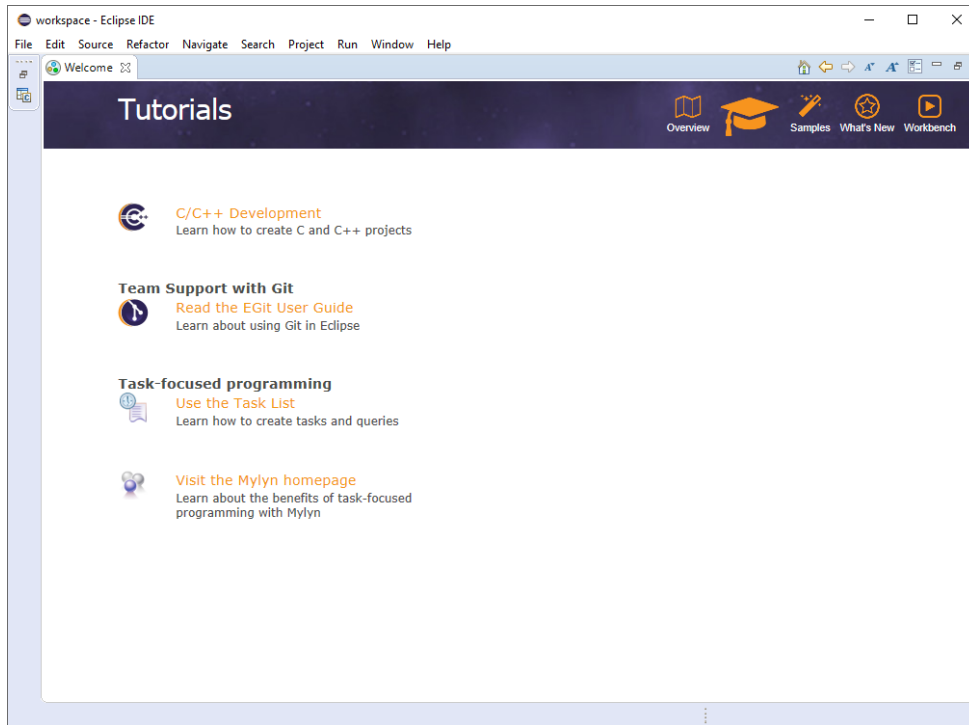 workspace - Eclipse IDE
File Edit Source Refactor Navigate Search Project Run Window Help
Welcome
Tutorials
Overview Samples What's New Workbench
C/C++ Development
Learn how to create C and C++ projects
Team Support with Git
Read the EGit User Guide
Learn about using Git in Eclipse
Task-focused programming
Use the Task List
Learn how to create tasks and queries
Visit the Mylyn homepage
Learn about the benefits of task-focused
programming with Mylyn